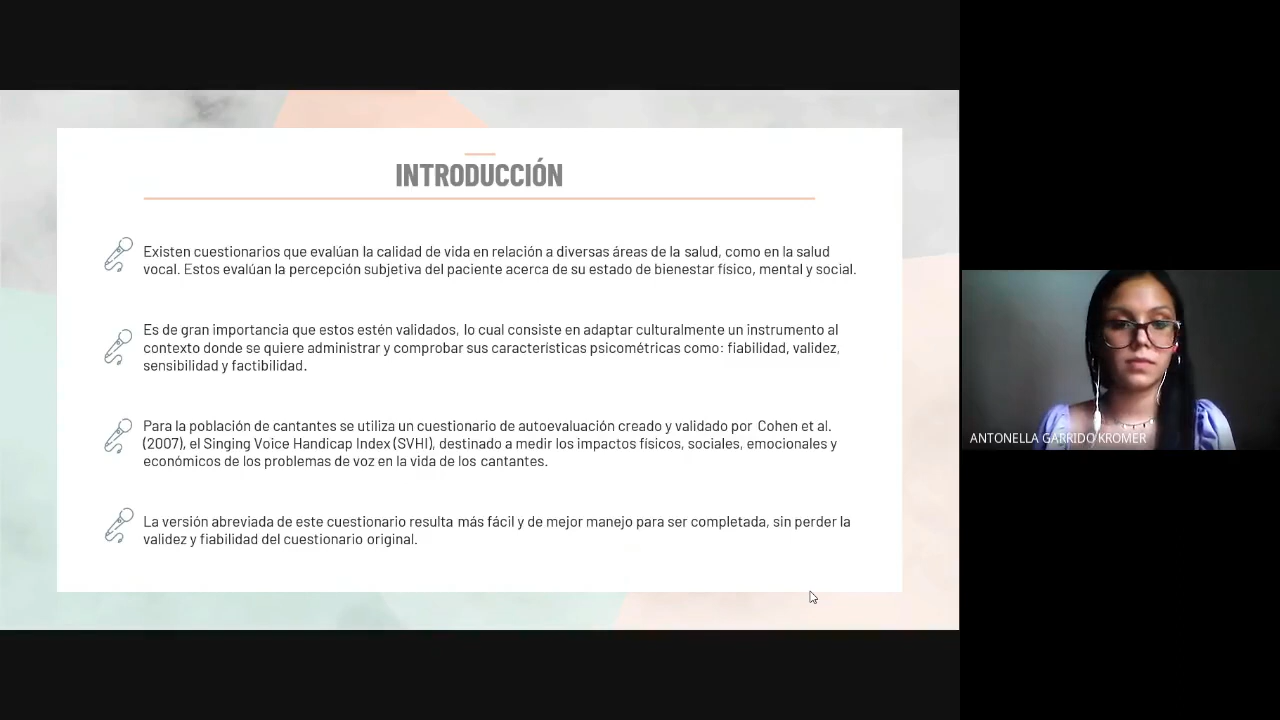 INTRODUCCIÓN
Existen cuestionarios que evalúan la calidad de vida en relación a diversas áreas de la salud, como en la salud
vocal. Estos evalúan la percepción subjetiva del paciente acerca de su estado de bienestar físico, mental y social.
Es de gran importancia que estos estén validados, lo cual consiste en adaptar culturalmente un instrumento al
contexto donde se quiere administrar y comprobar sus características psicométricas como: fiabilidad, validez,
sensibilidad y factibilidad.
Para la población de cantantes se utiliza un cuestionario de autoevaluación creado y validado por Cohen et al.
(2007), el Singing Voice Handicap Index (SVHI), destinado a medir los impactos físicos, sociales, emocionales y
económicos de los problemas de voz en la vida de los cantantes.
La versión abreviada de este cuestionario resulta más fácil y de mejor manejo para ser completada, sin perder la
validez y fiabilidad del cuestionario original.
ANTONELLA GARRIDO KROMER